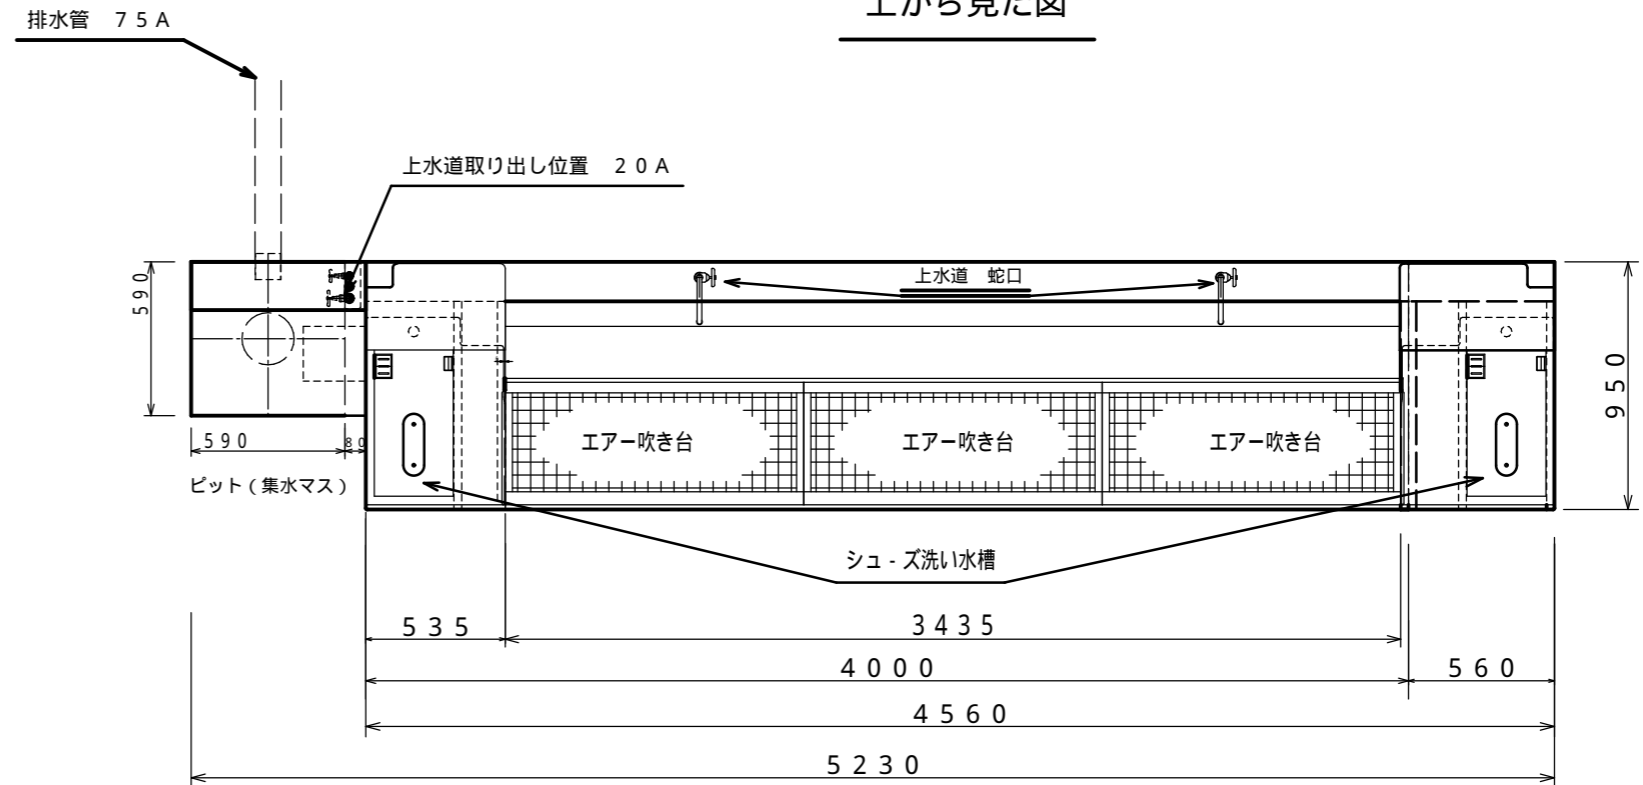 上から見た図
排水管 75A
上水道取り出し位置 20A
590
上水道 蛇口
950
エアー吹き台
エアー吹き台
エアー吹き台
590
80
ピット(集水マス)
シュ-ズ洗い水槽
535
3435
4000
560
4560
5230